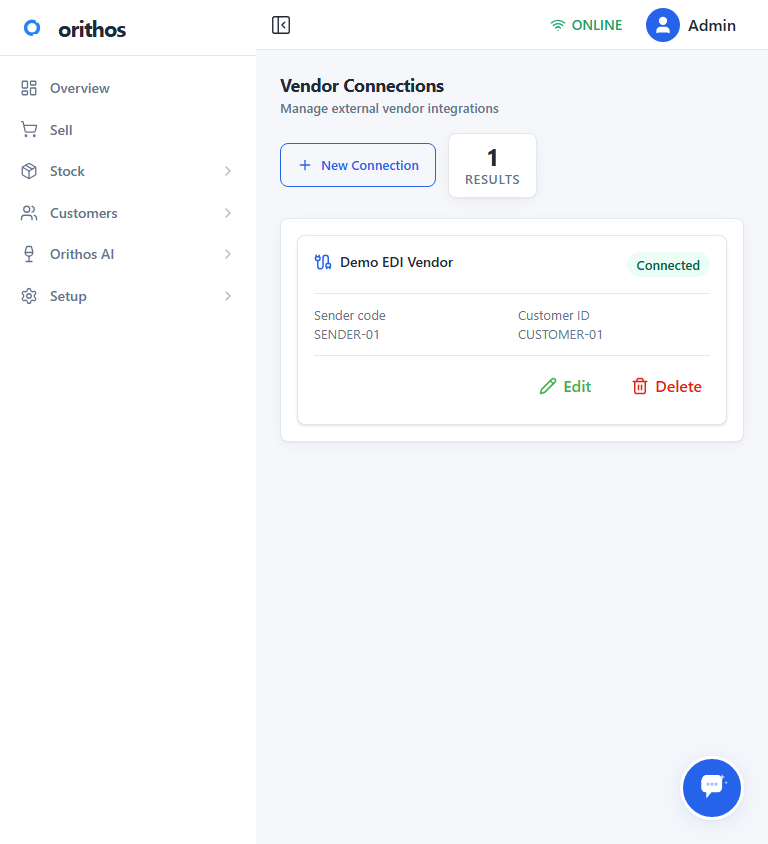 orithos
ONLINE
Admin
Overview
Sell
Stock
Customers
Orithos AI
Setup
Vendor Connections
Manage external vendor integrations
New Connection
1
RESULTS
Demo EDI Vendor
Connected
Sender code
SENDER-01
Customer ID
CUSTOMER-01
Edit
Delete